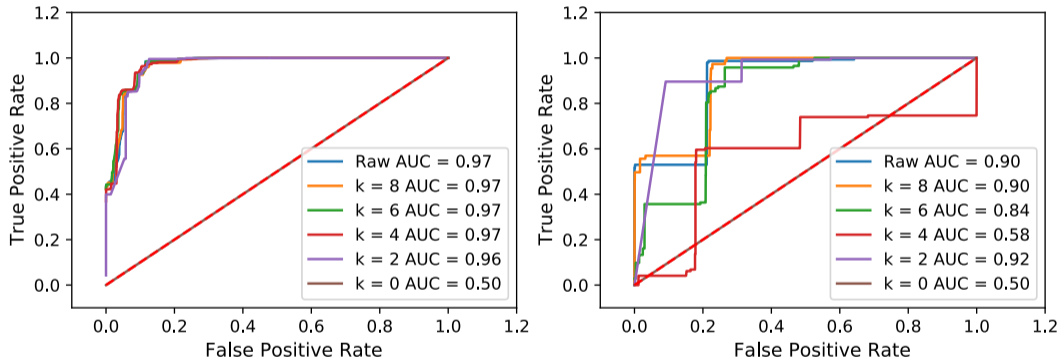 1.2
1.0
0.8
0.6
0.4
0.2
0.0
True Positive Rate
Raw AUC = 0.97
k = 8 AUC = 0.97
k = 6 AUC = 0.97
k = 4 AUC = 0.97
k = 2 AUC = 0.96
k = 0 AUC = 0.50
0.0 0.2 0.4 0.6 0.8 1.0 1.2
False Positive Rate
1.2
1.0
0.8
0.6
0.4
0.2
0.0
True Positive Rate
Raw AUC = 0.90
k = 8 AUC = 0.90
k = 6 AUC = 0.84
k = 4 AUC = 0.58
k = 2 AUC = 0.92
k = 0 AUC = 0.50
0.0 0.2 0.4 0.6 0.8 1.0 1.2
False Positive Rate